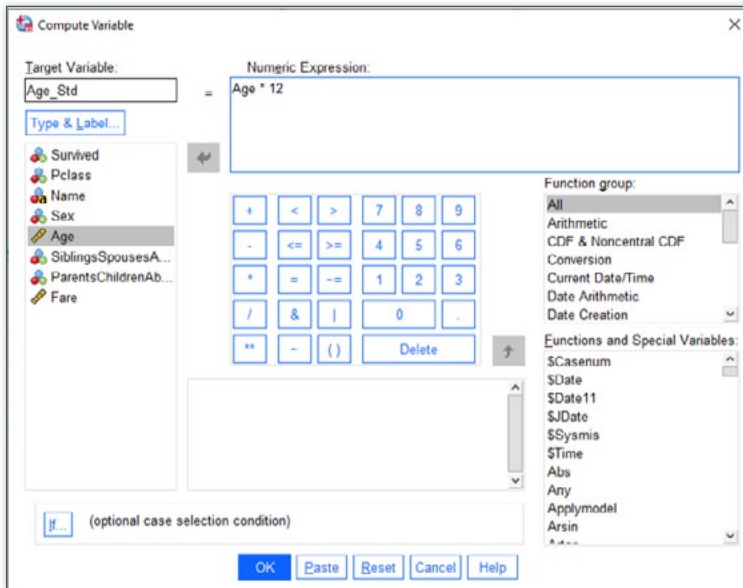 Compute Variable
Target Variable:
Age_Std
=
Numeric Expression:
Age * 12
Type & Label...
Survived
Pclass
Name
Sex
Age
SiblingsSpousesA...
ParentsChildrenAb...
Fare
+ < > 7 8 9
- <= >= 4 5 6
* = ~= 1 2 3
/ & | 0 .
** ~ ( ) Delete
Function group:
All
Arithmetic
CDF & Noncentral CDF
Conversion
Current Date/Time
Date Arithmetic
Date Creation
Functions and Special Variables:
$Casenum
$Date
$Date11
$JDate
$Sysmis
$Time
Abs
Any
Applymodel
Arsin
If... (optional case selection condition)
OK Paste Reset Cancel Help